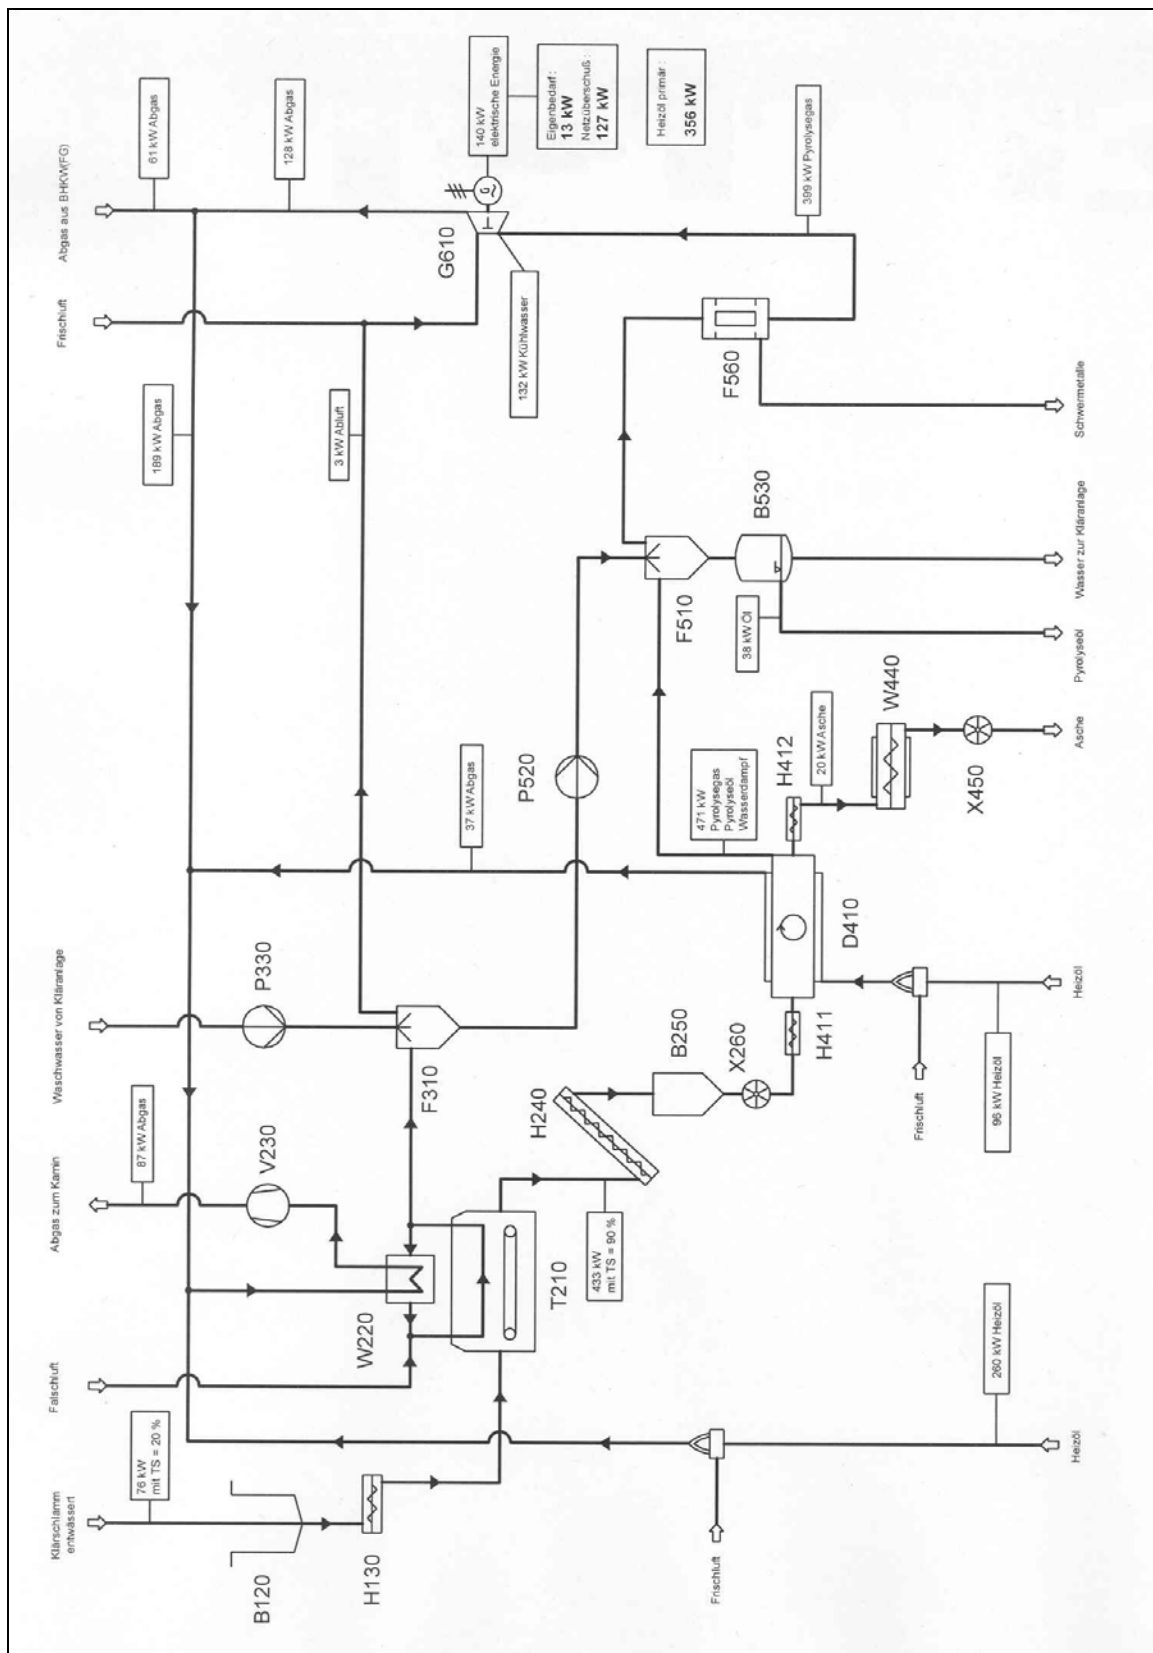 Klärschlamm
entwässert
76 kW
mit TS = 20 %
B120
H130
Falschluft
Abgas zum Kamin
87 kW Abgas
V230
W220
T210
Waschwasser von Kläranlage
P330
F310
H240
433 kW
mit TS = 90 %
B250
X260
H411
D410
37 kW Abgas
P520
471 kW
Pyrolysegas
Pyrolyseöl
Wasserdampf
H412
20 kW Asche
W440
X450
Asche
Frischluft
260 kW Heizöl
Heizöl
Frischluft
96 kW Heizöl
Heizöl
Frischluft
189 kW Abgas
3 kW Abluft
Abgas aus BHKW(FG)
61 kW Abgas
128 kW Abgas
G610
G
132 kW Kühlwasser
140 kW
elektrische Energie
Eigenbedarf :
13 kW
Netzüberschuß :
127 kW
Heizöl primär :
356 kW
399 kW Pyrolysegas
F560
F510
B530
38 kW Öl
Pyrolyseöl
Wasser zur Kläranlage
Schwermetalle